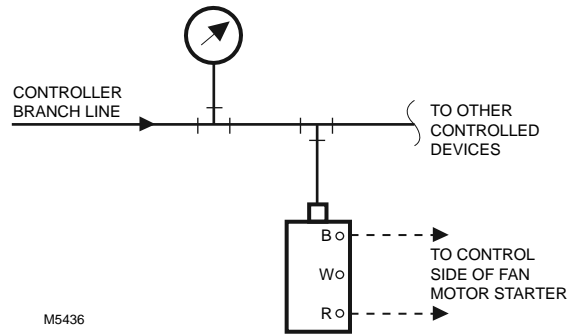 CONTROLLER
BRANCH LINE
TO OTHER
CONTROLLED
DEVICES
B
W
R
TO CONTROL
SIDE OF FAN
MOTOR STARTER
M5436